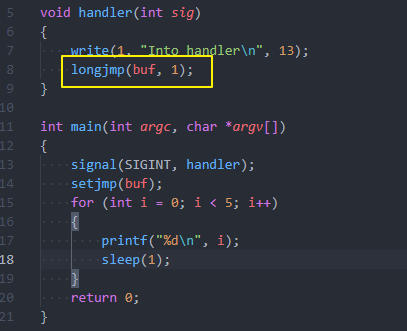 5 void handler(int sig)
6 {
7 write(1, "Into handler\n", 13);
8 longjmp(buf, 1);
9 }
10
11 int main(int argc, char *argv[])
12 {
13 signal(SIGINT, handler);
14 setjmp(buf);
15 for (int i = 0; i < 5; i++)
16 {
17 printf("%d\n", i);
18 sleep(1);
19 }
20 return 0;
21 }